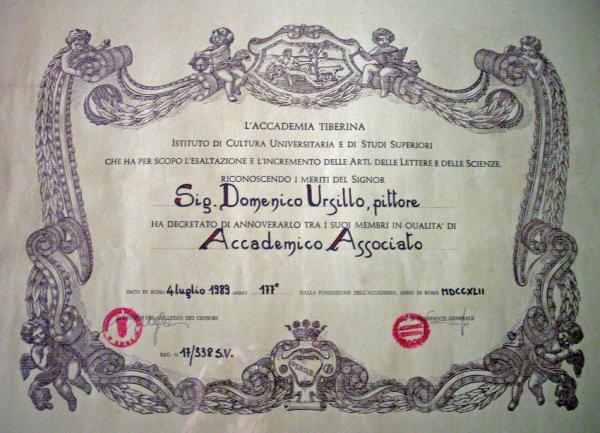 L'ACCADEMIA TIBERINA
ISTITUTO DI CULTURA UNIVERSITARIA E DI STUDI SUPERIORI
CHE HA PER SCOPO L'ESALTAZIONE E L'INCREMENTO DELLE ARTI, DELLE LETTERE E DELLE SCIENZE,
RICONOSCENDO I MERITI DEL SIGNOR
Sig. Domenico Ursillo, pittore
HA DECRETATO DI ANNOVERARLO TRA I SUOI MEMBRI IN QUALITA' DI
Accademico Associato
DATO IN ROMA 4 luglio 1989 ANNO 177° DALLA FONDAZIONE DELL'ACCADEMIA, ANNO DI ROMA MDCCXLII
DEL COLLEGIO DEI CENSORI GENERALE
REG. N. 17/338 S.V.